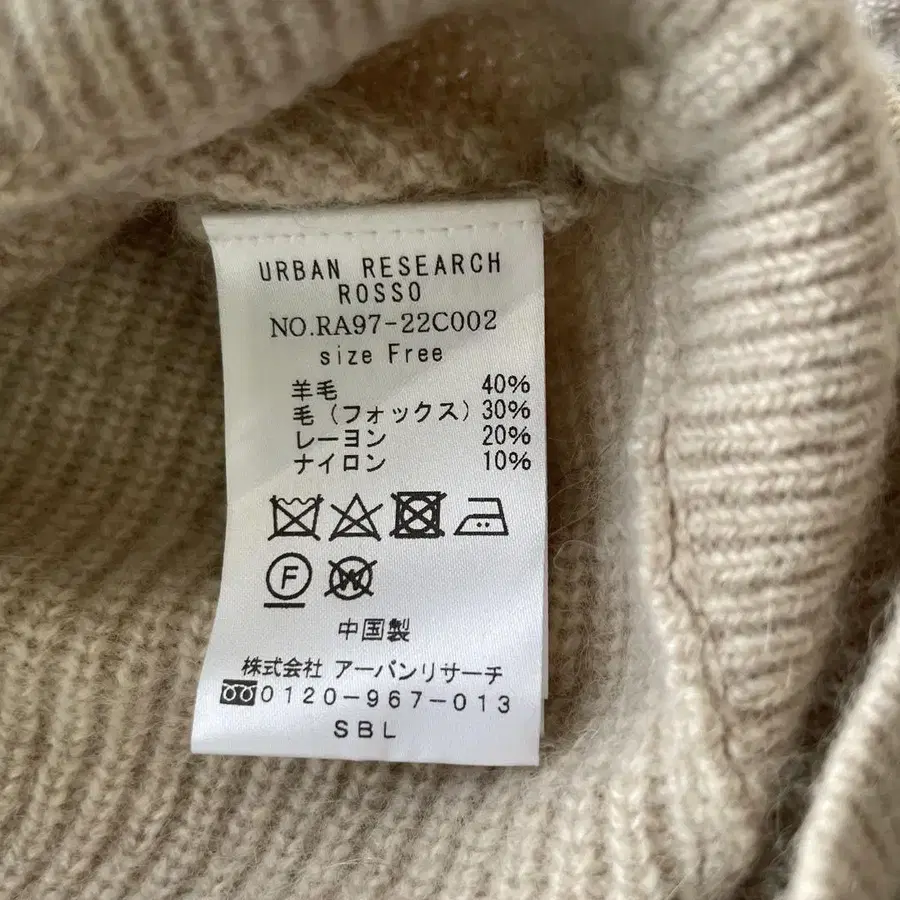 URBAN RESEARCH
ROSSO
NO.RA97-22C002
size Free
羊毛 40%
毛（フォックス）30%
レーヨン 20%
ナイロン 10%
F W
中国製
株式会社 アーバンリサーチ
0120-967-013
SBL